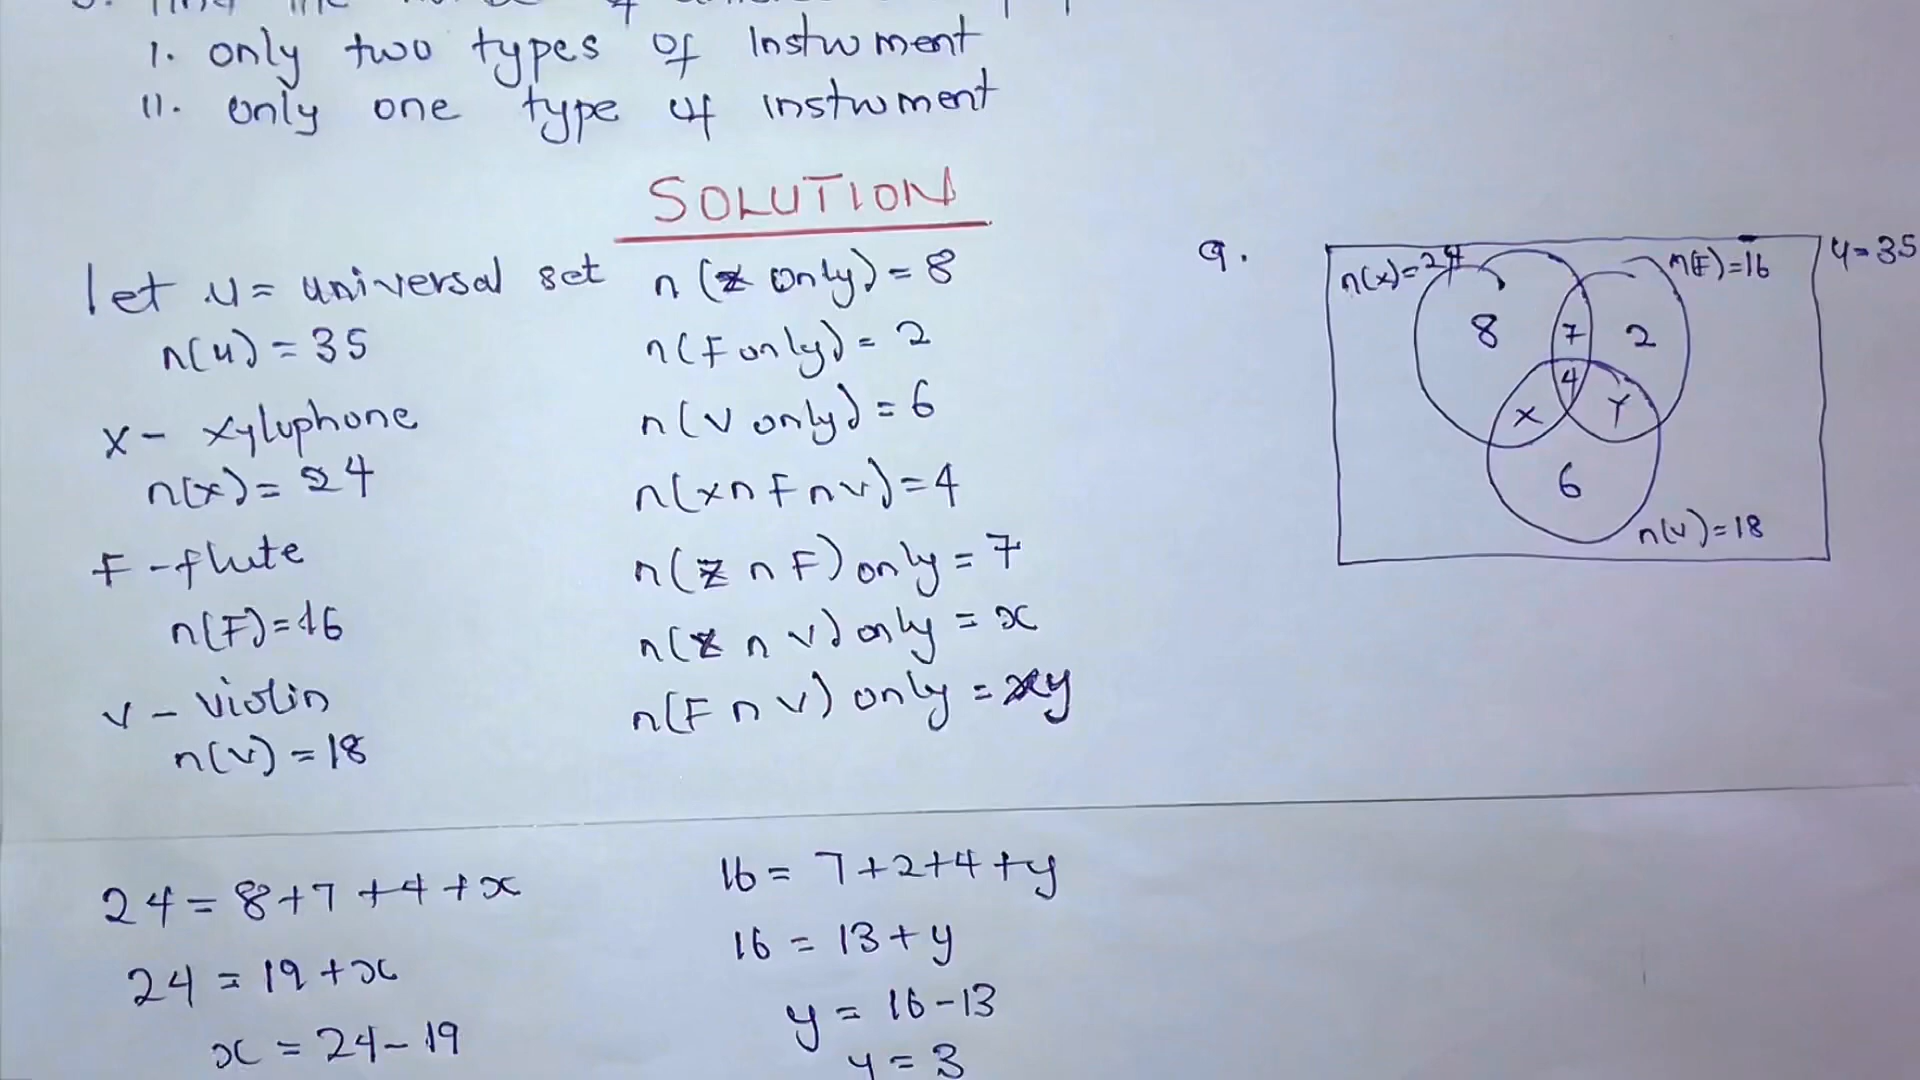 I. only two types of Instrument
II. only one type of instrument
SOLUTION
let U = universal set
n(U) = 35
X - xylophone
n(x) = 24
F - flute
n(F) = 16
V - Violin
n(v) = 18
n(X only) = 8
n(F only) = 2
n(V only) = 6
n(X∩F∩V) = 4
n(X∩F) only = 7
n(X∩V) only = x
n(F∩V) only = y
a.
n(x) = 24
n(F) = 16
U = 35
8
7
2
4
x
y
6
n(v) = 18
24 = 8+7+4+x
24 = 19+x
x = 24-19
16 = 7+2+4+y
16 = 13+y
y = 16-13
y = 3